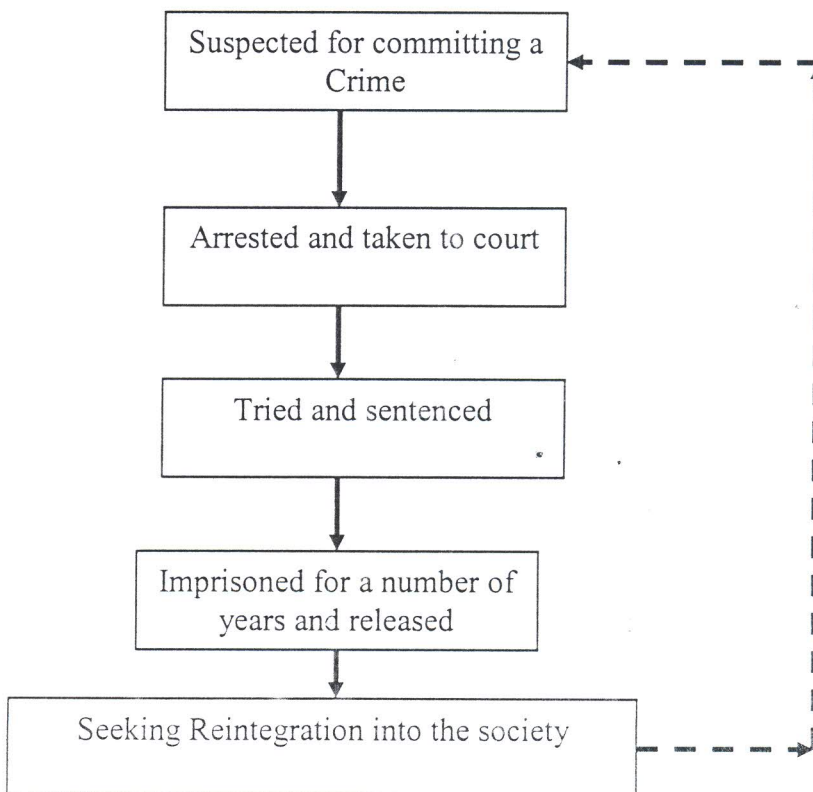 Suspected for committing a
Crime
Arrested and taken to court
Tried and sentenced
Imprisoned for a number of
years and released
Seeking Reintegration into the society